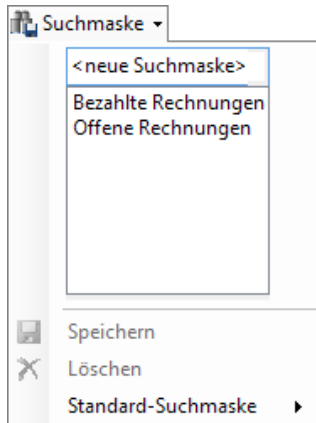 Suchmaske
<neue Suchmaske>
Bezahlte Rechnungen
Offene Rechnungen
Speichern
Löschen
Standard-Suchmaske